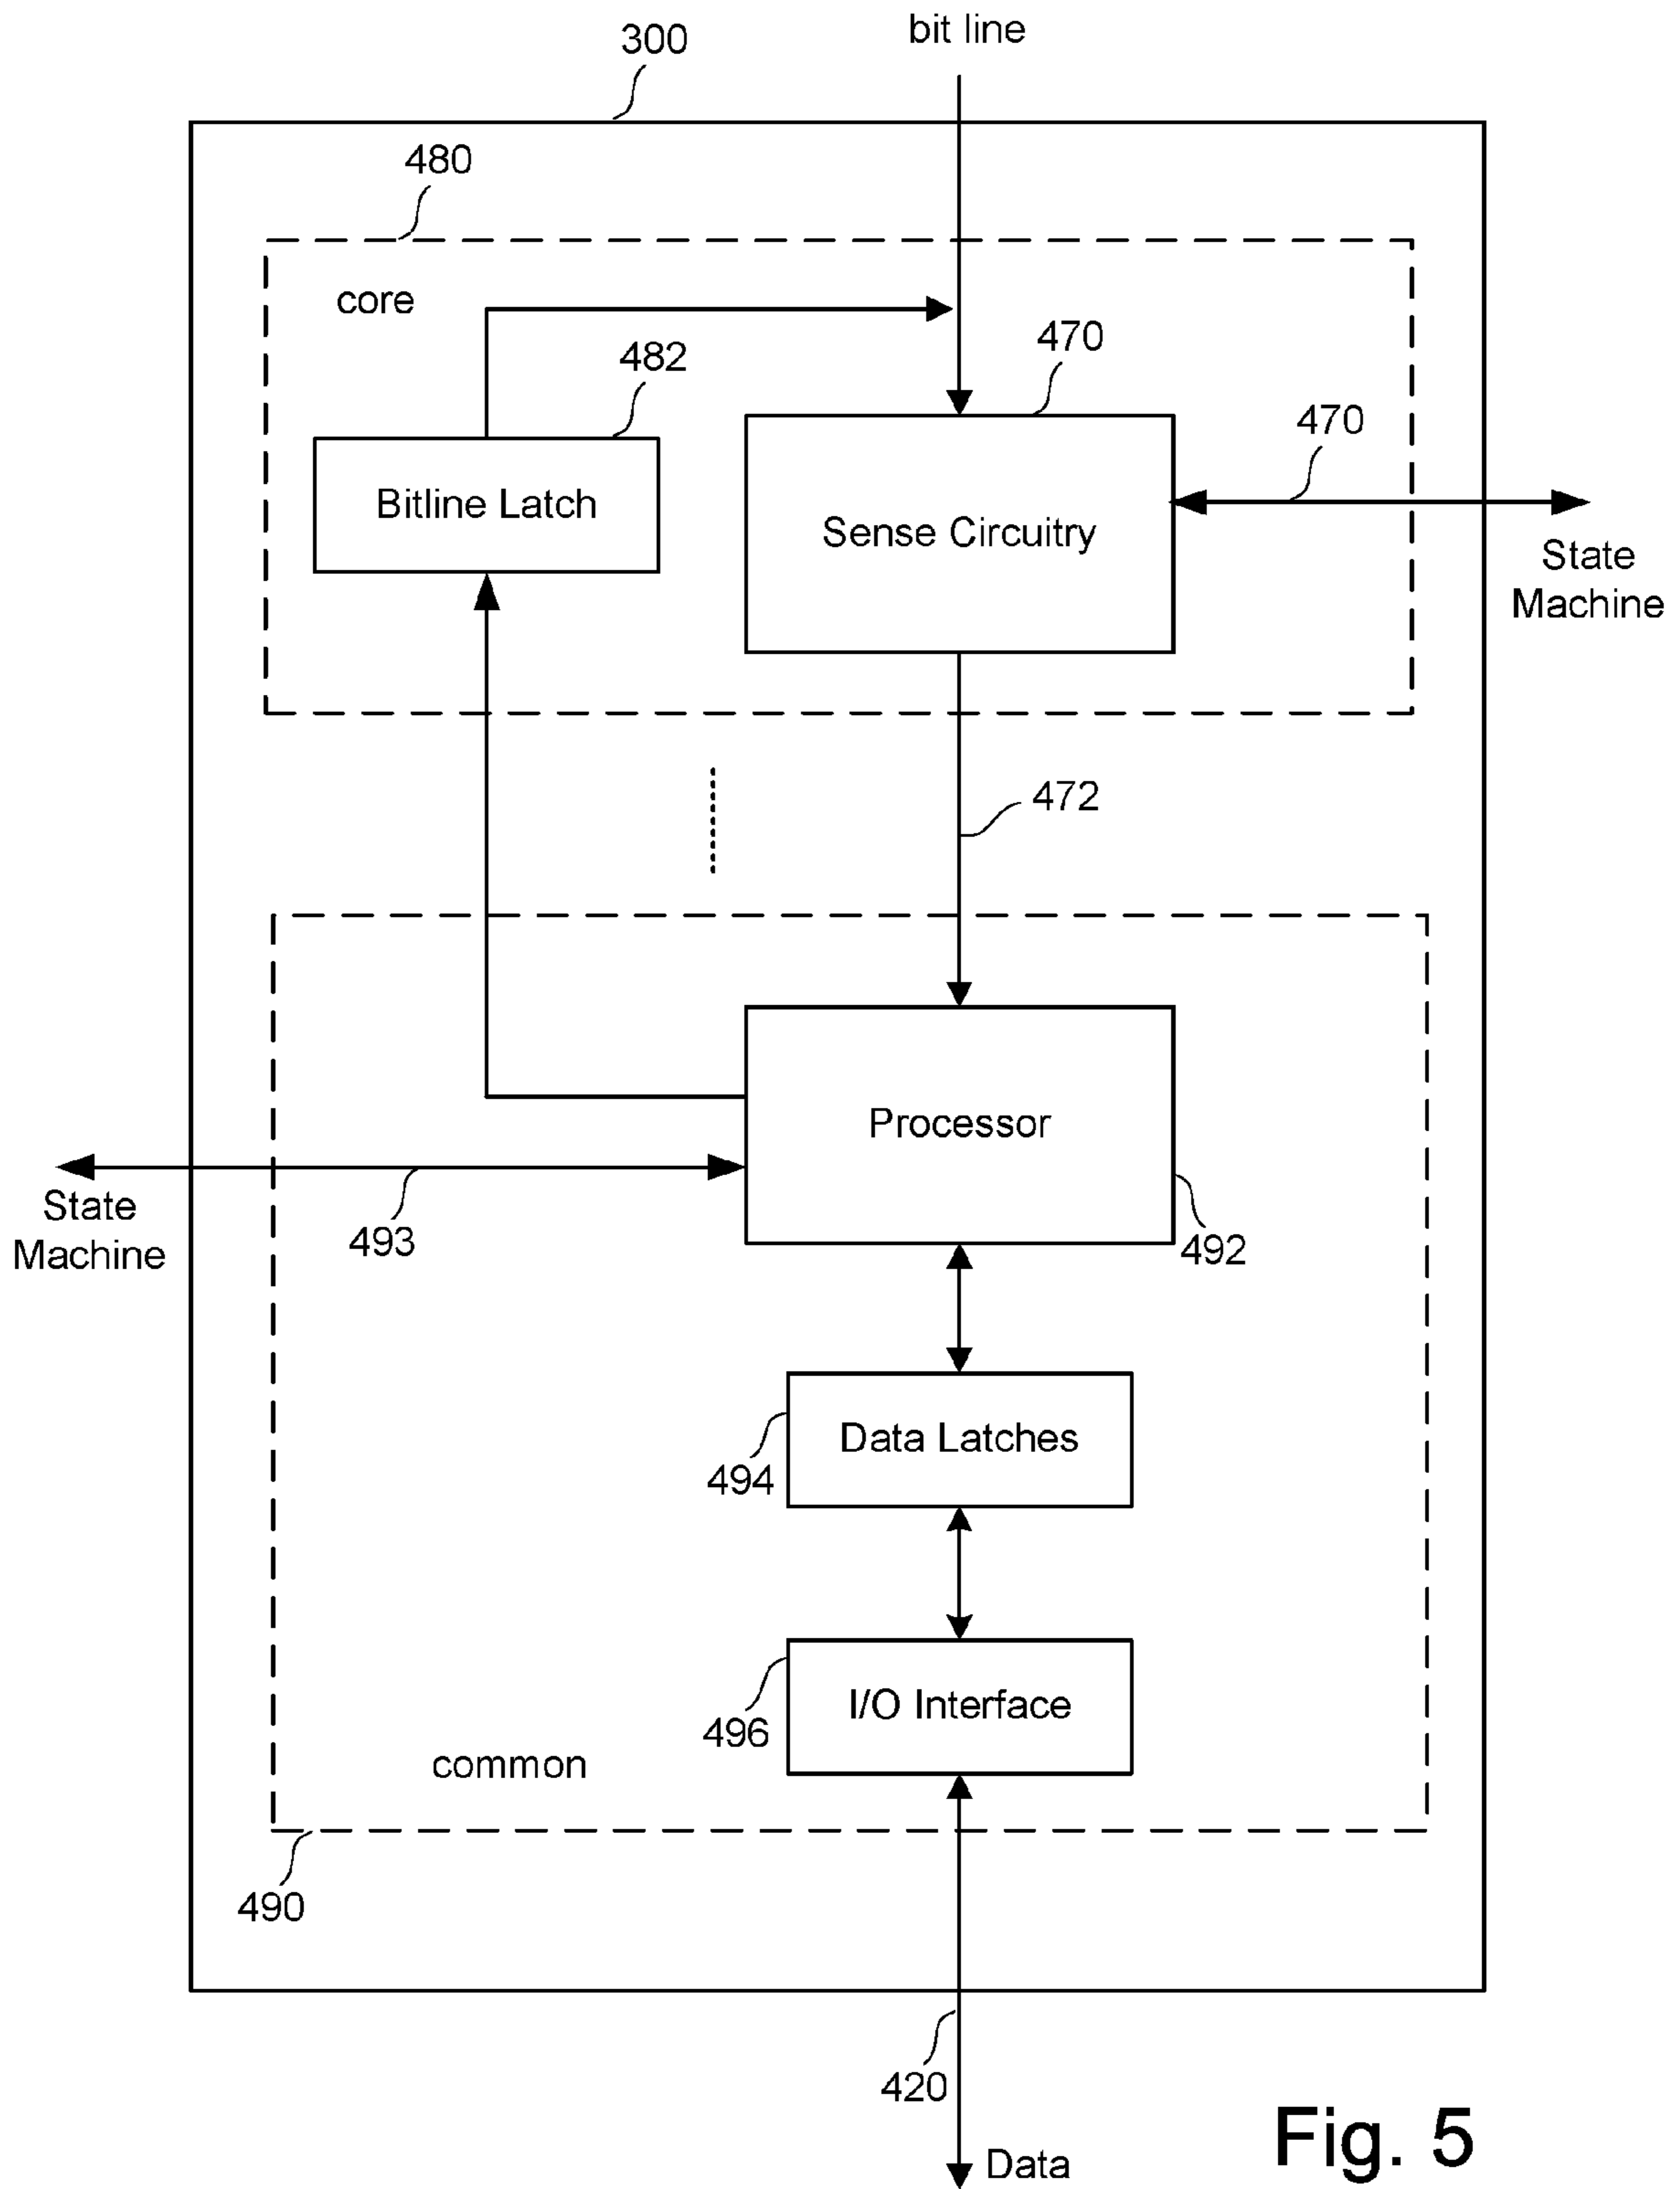 bit line
300
480
core
482
470
470
Bitline Latch
Sense Circuitry
State
Machine
472
Processor
State
Machine
493
492
Data Latches
494
I/O Interface
496
common
490
420
Data
Fig. 5